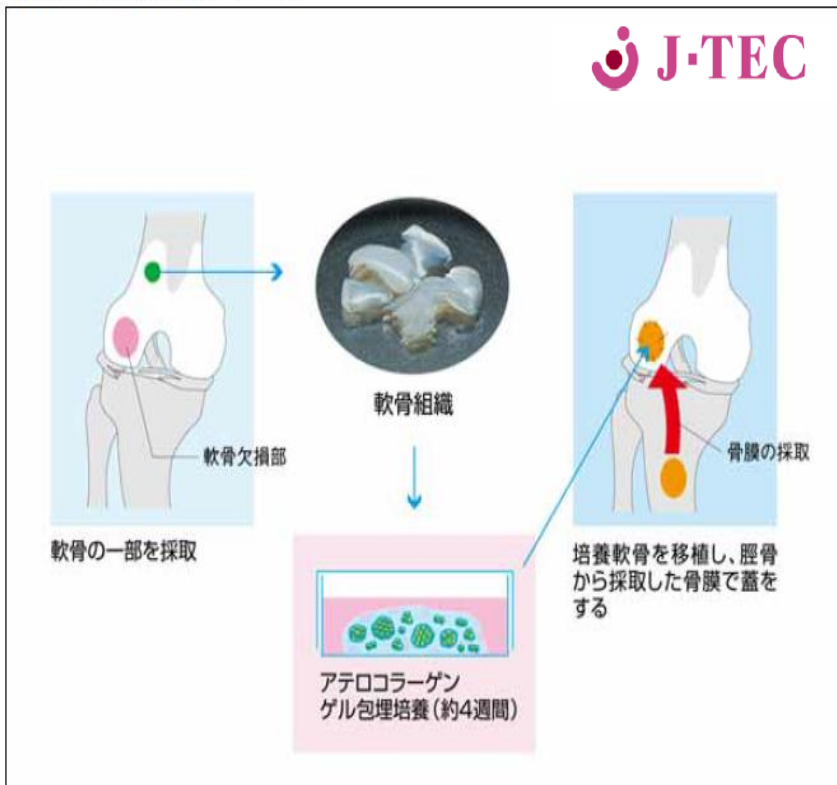 J-TEC
軟骨欠損部
軟骨の一部を採取
軟骨組織
アテロコラーゲン
ゲル包埋培養（約4週間）
骨膜の採取
培養軟骨を移植し、脛骨
から採取した骨膜で蓋を
する